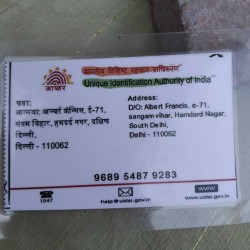 आधार
भारतीय विशिष्ट पहचान प्राधिकरण
Unique Identification Authority of India
पता:
आत्मजा: अल्बर्ट फ्रान्सिस, ई-71,
संगम विहार, हमदर्द नगर, दक्षिण
दिल्ली,
दिल्ली - 110062
Address:
D/O: Albert Francis, e-71,
sangam vihar, Hamdard Nagar,
South Delhi,
Delhi - 110062
9689 5487 9283
1947
help@uidai.gov.in
www
www.uidai.gov.in